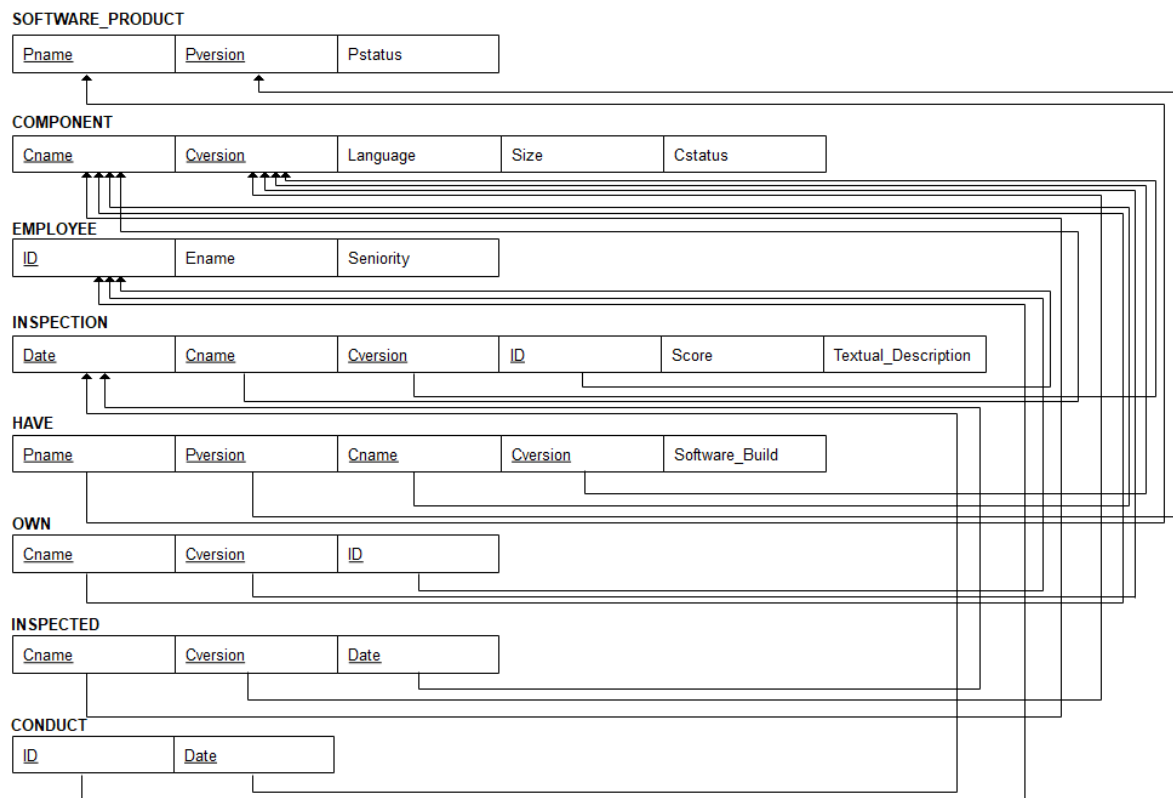 SOFTWARE_PRODUCT
Pname Pversion Pstatus
COMPONENT
Cname Cversion Language Size Cstatus
EMPLOYEE
ID Ename Seniority
INSPECTION
Date Cname Cversion ID Score Textual_Description
HAVE
Pname Pversion Cname Cversion Software_Build
OWN
Cname Cversion ID
INSPECTED
Cname Cversion Date
CONDUCT
ID Date